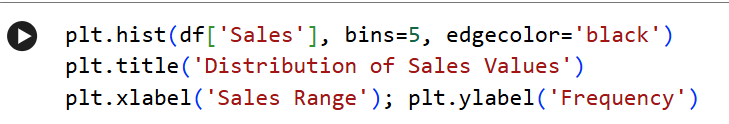 plt.hist(df['Sales'], bins=5, edgecolor='black')
plt.title('Distribution of Sales Values')
plt.xlabel('Sales Range'); plt.ylabel('Frequency')